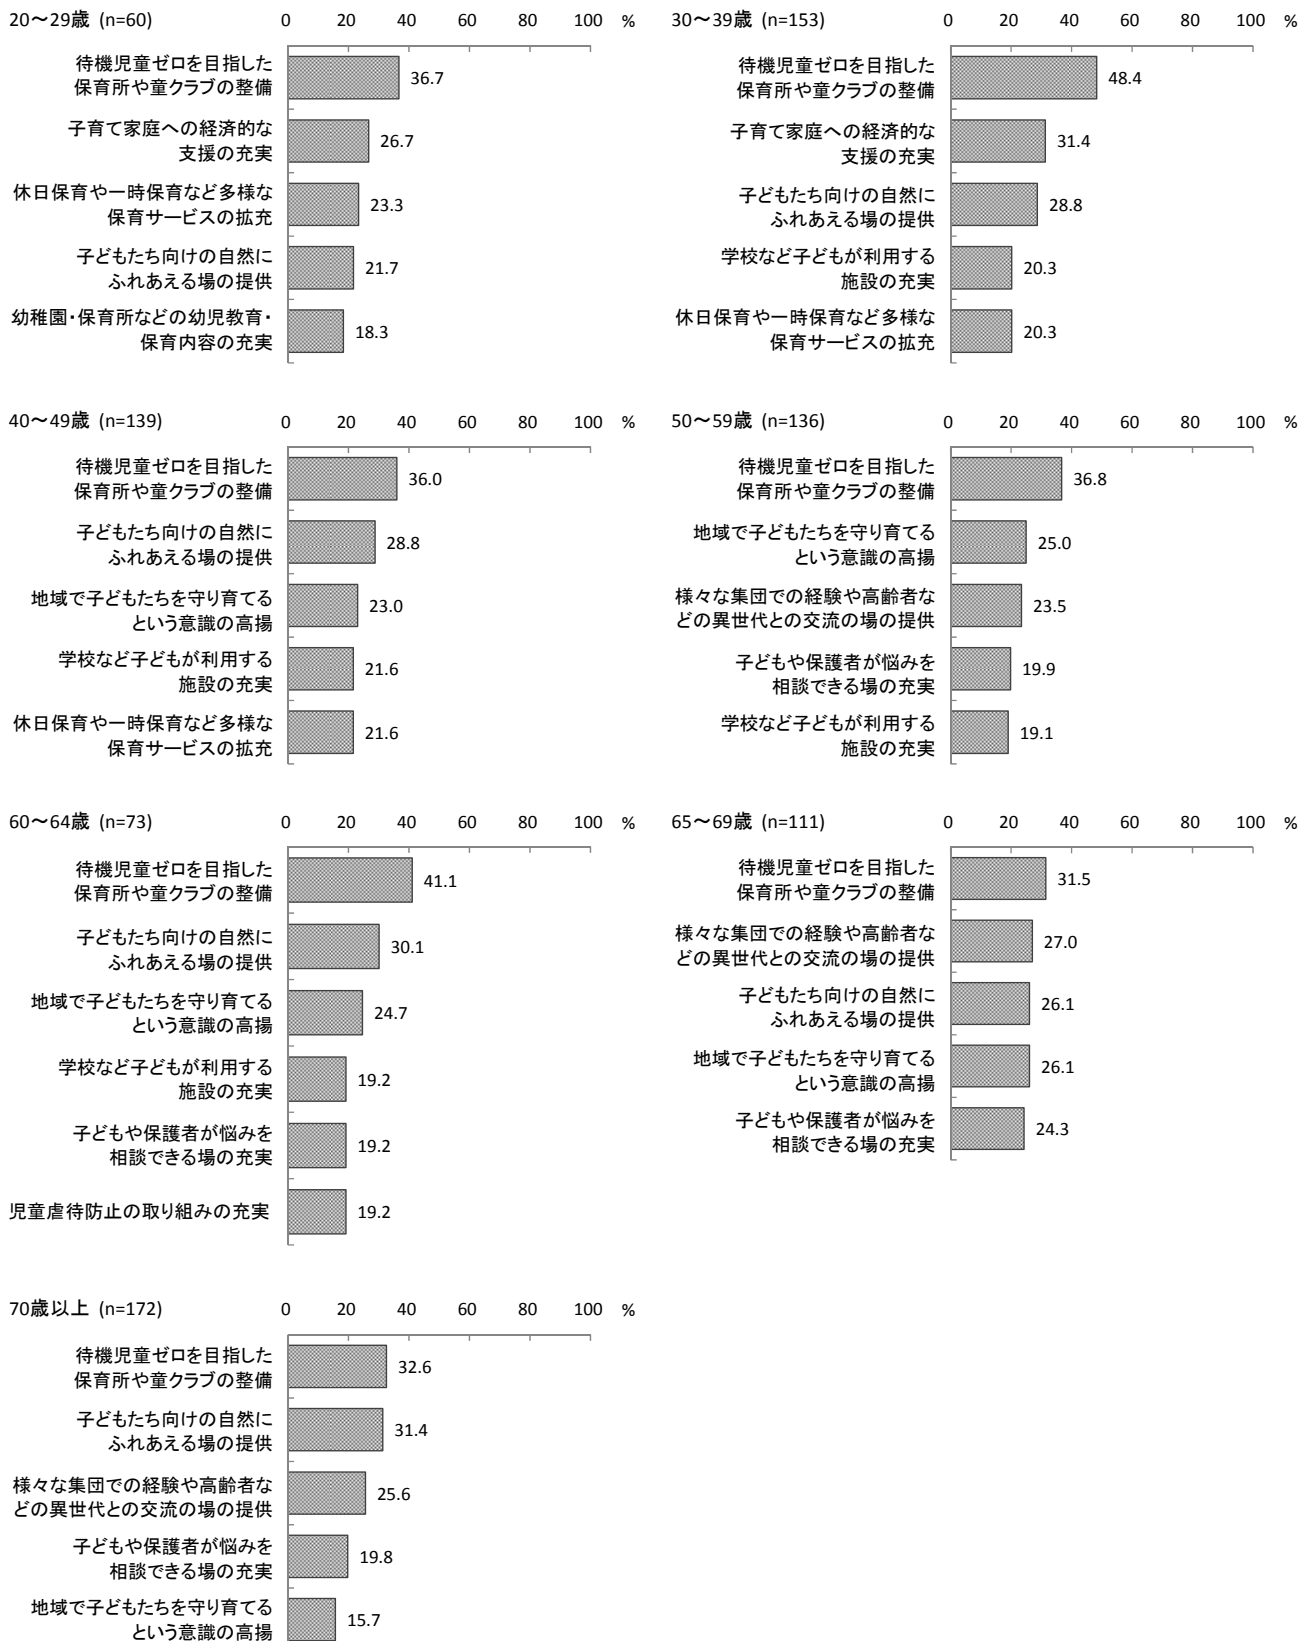 20～29歳 (n=60)
0 20 40 60 80 100 %
待機児童ゼロを目指した
保育所や童クラブの整備
36.7
子育て家庭への経済的な
支援の充実
26.7
休日保育や一時保育など多様な
保育サービスの拡充
23.3
子どもたち向けの自然に
ふれあえる場の提供
21.7
幼稚園・保育所などの幼児教育・
保育内容の充実
18.3
30～39歳 (n=153)
0 20 40 60 80 100 %
待機児童ゼロを目指した
保育所や童クラブの整備
48.4
子育て家庭への経済的な
支援の充実
31.4
子どもたち向けの自然に
ふれあえる場の提供
28.8
学校など子どもが利用する
施設の充実
20.3
休日保育や一時保育など多様な
保育サービスの拡充
20.3
40～49歳 (n=139)
0 20 40 60 80 100 %
待機児童ゼロを目指した
保育所や童クラブの整備
36.0
子どもたち向けの自然に
ふれあえる場の提供
28.8
地域で子どもたちを守り育てる
という意識の高揚
23.0
学校など子どもが利用する
施設の充実
21.6
休日保育や一時保育など多様な
保育サービスの拡充
21.6
50～59歳 (n=136)
0 20 40 60 80 100 %
待機児童ゼロを目指した
保育所や童クラブの整備
36.8
地域で子どもたちを守り育てる
という意識の高揚
25.0
様々な集団での経験や高齢者な
どの異世代との交流の場の提供
23.5
子どもや保護者が悩みを
相談できる場の充実
19.9
学校など子どもが利用する
施設の充実
19.1
60～64歳 (n=73)
0 20 40 60 80 100 %
待機児童ゼロを目指した
保育所や童クラブの整備
41.1
子どもたち向けの自然に
ふれあえる場の提供
30.1
地域で子どもたちを守り育てる
という意識の高揚
24.7
学校など子どもが利用する
施設の充実
19.2
子どもや保護者が悩みを
相談できる場の充実
19.2
児童虐待防止の取り組みの充実
19.2
65～69歳 (n=111)
0 20 40 60 80 100 %
待機児童ゼロを目指した
保育所や童クラブの整備
31.5
様々な集団での経験や高齢者な
どの異世代との交流の場の提供
27.0
子どもたち向けの自然に
ふれあえる場の提供
26.1
地域で子どもたちを守り育てる
という意識の高揚
26.1
子どもや保護者が悩みを
相談できる場の充実
24.3
70歳以上 (n=172)
0 20 40 60 80 100 %
待機児童ゼロを目指した
保育所や童クラブの整備
32.6
子どもたち向けの自然に
ふれあえる場の提供
31.4
様々な集団での経験や高齢者な
どの異世代との交流の場の提供
25.6
子どもや保護者が悩みを
相談できる場の充実
19.8
地域で子どもたちを守り育てる
という意識の高揚
15.7